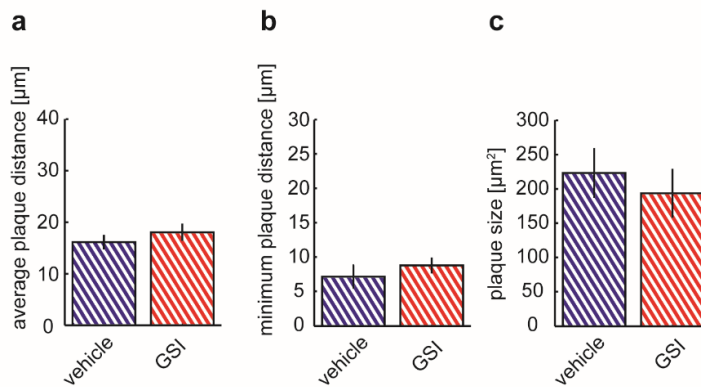 a
average plaque distance [µm]
40
30
20
10
0
vehicle
GSI
b
minimum plaque distance [µm]
30
25
20
15
10
5
0
vehicle
GSI
c
plaque size [µm²]
300
250
200
150
100
50
0
vehicle
GSI